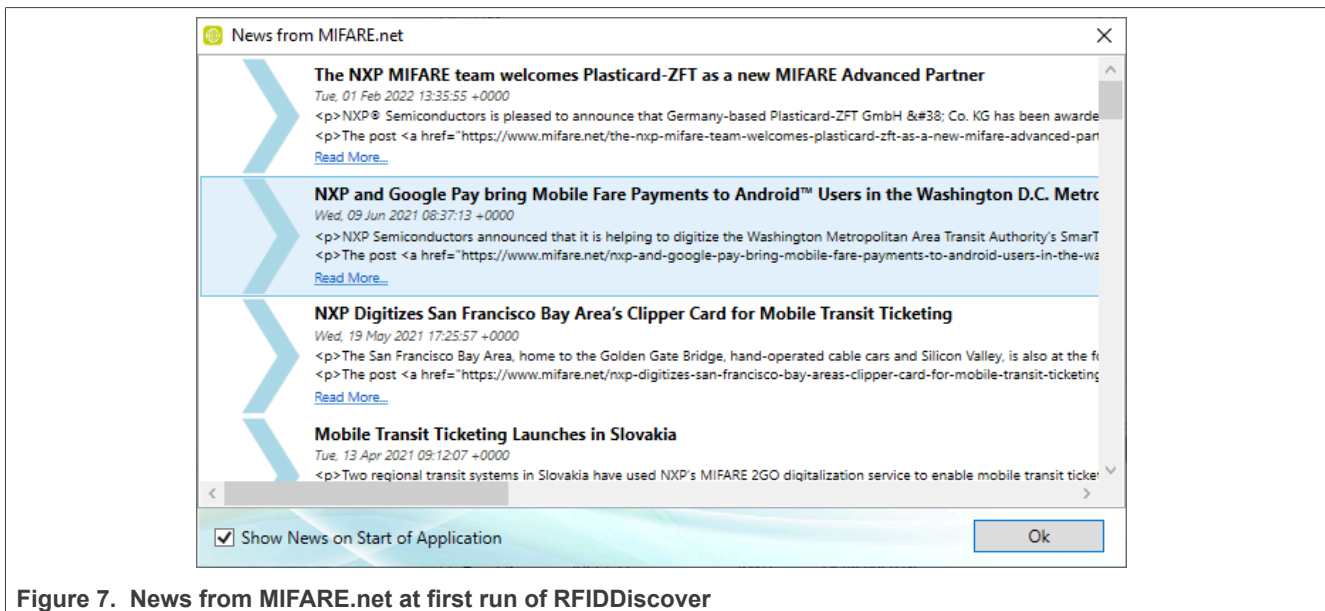 News from MIFARE.net
The NXP MIFARE team welcomes Plasticard-ZFT as a new MIFARE Advanced Partner
Tue, 01 Feb 2022 13:35:55 +0000
<p>NXP® Semiconductors is pleased to announce that Germany-based Plasticard-ZFT GmbH &#38; Co. KG has been awarde
<p>The post <a href="https://www.mifare.net/the-nxp-mifare-team-welcomes-plasticard-zft-as-a-new-mifare-advanced-part
Read More...
NXP and Google Pay bring Mobile Fare Payments to Android™ Users in the Washington D.C. Metro
Wed, 09 Jun 2021 08:37:13 +0000
<p>NXP Semiconductors announced that it is helping to digitize the Washington Metropolitan Area Transit Authority's SmarT
<p>The post <a href="https://www.mifare.net/nxp-and-google-pay-bring-mobile-fare-payments-to-android-users-in-the-wa
Read More...
NXP Digitizes San Francisco Bay Area's Clipper Card for Mobile Transit Ticketing
Wed, 19 May 2021 17:25:57 +0000
<p>The San Francisco Bay Area, home to the Golden Gate Bridge, hand-operated cable cars and Silicon Valley, is also at the fo
<p>The post <a href="https://www.mifare.net/nxp-digitizes-san-francisco-bay-areas-clipper-card-for-mobile-transit-ticketing
Read More...
Mobile Transit Ticketing Launches in Slovakia
Tue, 13 Apr 2021 09:12:07 +0000
<p>Two regional transit systems in Slovakia have used NXP's MIFARE 2GO digitalization service to enable mobile transit ticket
Show News on Start of Application
Ok
Figure 7. News from MIFARE.net at first run of RFIDDiscover